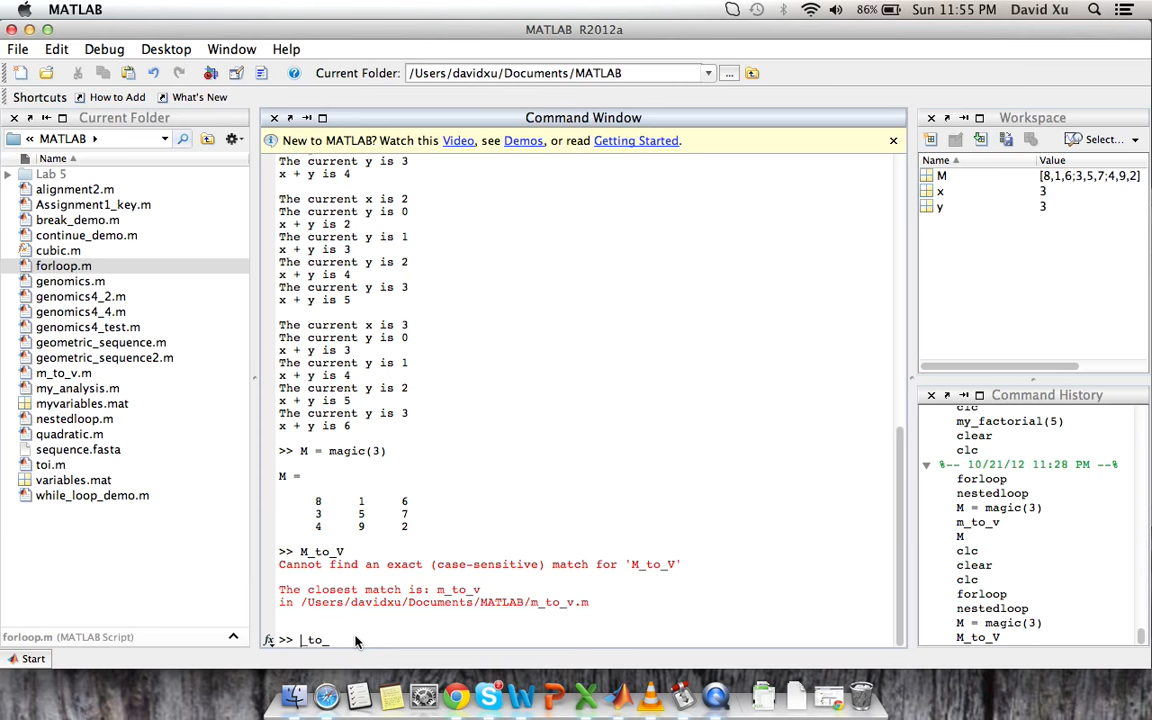 MATLAB 86% Sun 11:55 PM David Xu
MATLAB R2012a
File Edit Debug Desktop Window Help
Current Folder: /Users/davidxu/Documents/MATLAB ...
Shortcuts How to Add What's New
Current Folder
« MATLAB
Name
Lab 5
alignment2.m
Assignment1_key.m
break_demo.m
continue_demo.m
cubic.m
forloop.m
genomics.m
genomics4_2.m
genomics4_4.m
genomics4_test.m
geometric_sequence.m
geometric_sequence2.m
m_to_v.m
my_analysis.m
myvariables.mat
nestedloop.m
quadratic.m
sequence.fasta
toi.m
variables.mat
while_loop_demo.m
forloop.m (MATLAB Script)
Start
Command Window
New to MATLAB? Watch this Video, see Demos, or read Getting Started.
The current y is 3
x + y is 4
The current x is 2
The current y is 0
x + y is 2
The current y is 1
x + y is 3
The current y is 2
x + y is 4
The current y is 3
x + y is 5
The current x is 3
The current y is 0
x + y is 3
The current y is 1
x + y is 4
The current y is 2
x + y is 5
The current y is 3
x + y is 6
>> M = magic(3)
M =
8 1 6
3 5 7
4 9 2
>> M_to_V
Cannot find an exact (case-sensitive) match for 'M_to_V'
The closest match is: m_to_v
in /Users/davidxu/Documents/MATLAB/m_to_v.m
fx >> _to_
Workspace
Select...
Name Value
M [8,1,6;3,5,7;4,9,2]
x 3
y 3
Command History
clc
my_factorial(5)
clear
clc
%-- 10/21/12 11:28 PM --%
forloop
nestedloop
M = magic(3)
m_to_v
M
clc
clear
clc
forloop
nestedloop
M = magic(3)
M_to_V